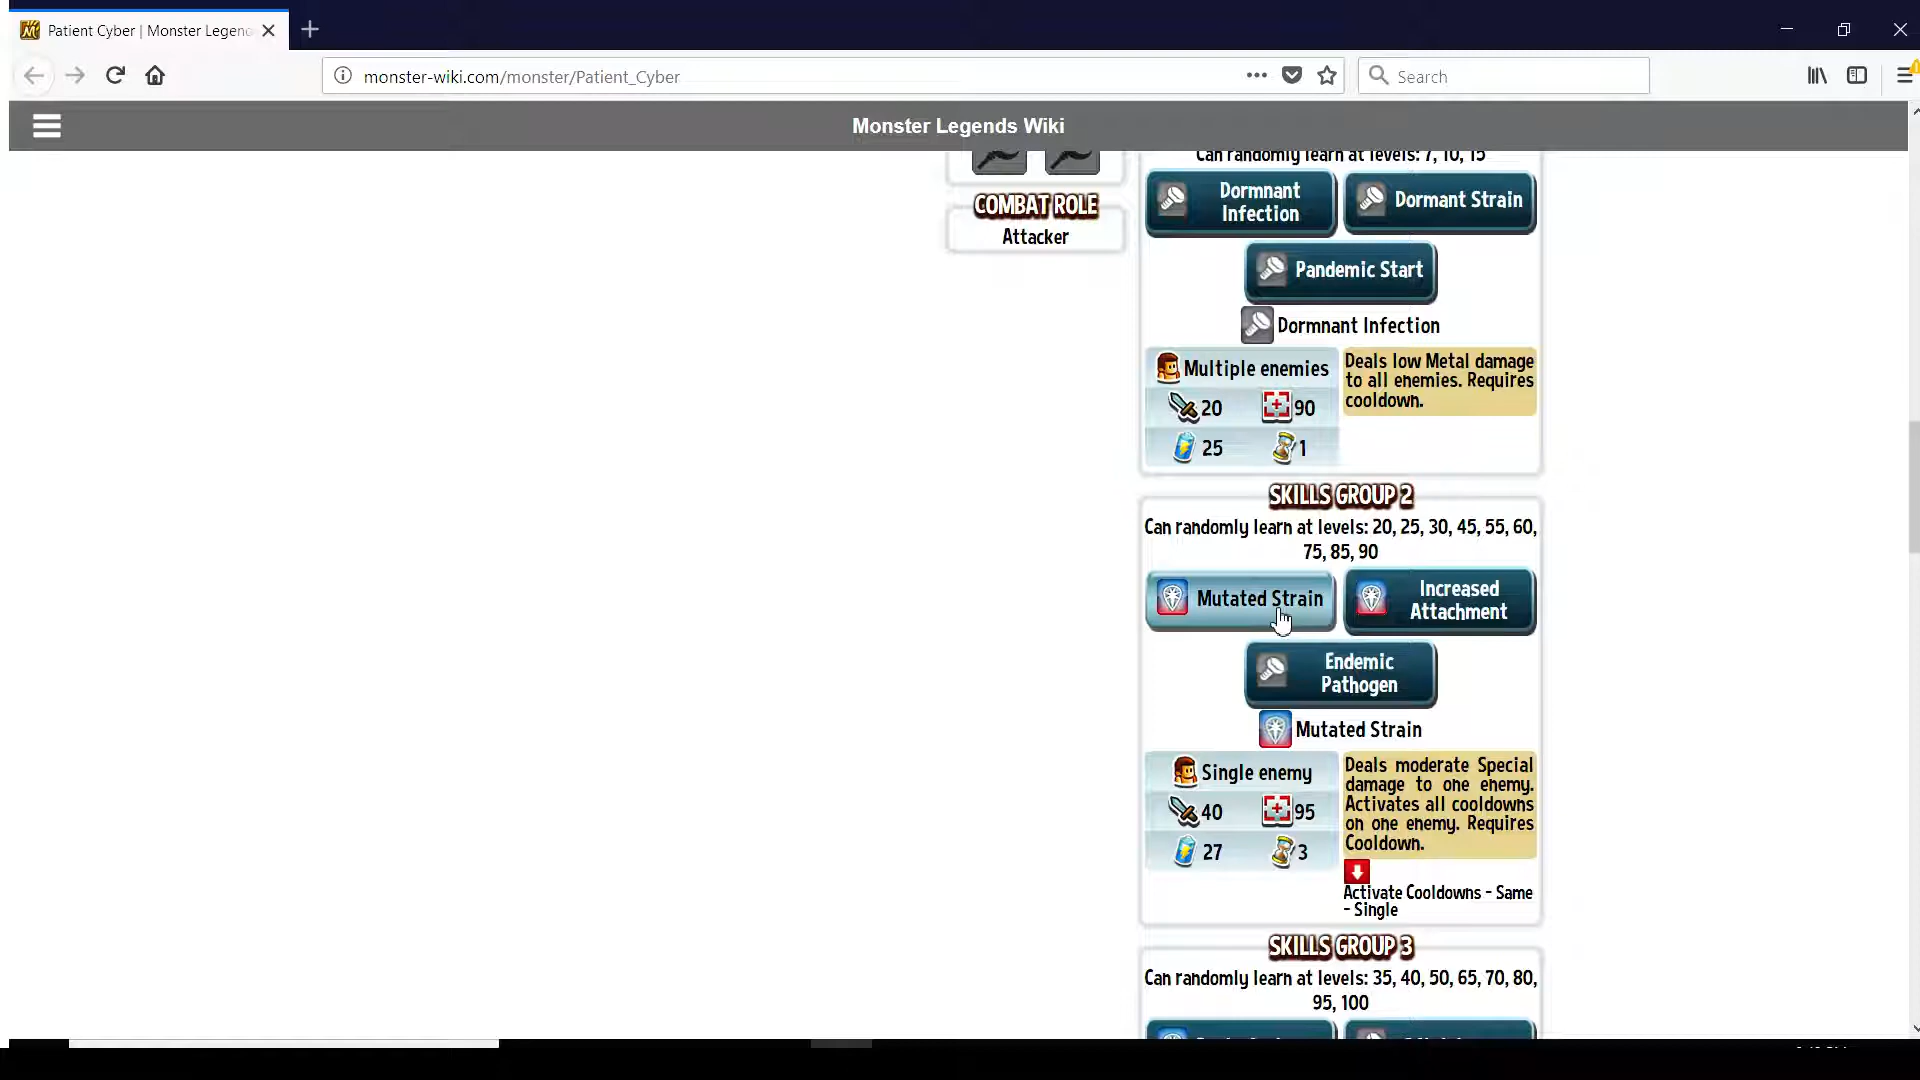 Patient Cyber | Monster Legend
monster-wiki.com/monster/Patient_Cyber
Search
Monster Legends Wiki
COMBAT ROLE
Attacker
Can randomly learn at levels: 7, 10, 15
Dormnant
Infection
Dormant Strain
Pandemic Start
Dormnant Infection
Multiple enemies
20
90
25
1
Deals low Metal damage
to all enemies. Requires
cooldown.
SKILLS GROUP 2
Can randomly learn at levels: 20, 25, 30, 45, 55, 60,
75, 85, 90
Mutated Strain
Increased
Attachment
Endemic
Pathogen
Mutated Strain
Single enemy
40
95
27
3
Deals moderate Special
damage to one enemy.
Activates all cooldowns
on one enemy. Requires
Cooldown.
Activate Cooldowns - Same
- Single
SKILLS GROUP 3
Can randomly learn at levels: 35, 40, 50, 65, 70, 80,
95, 100